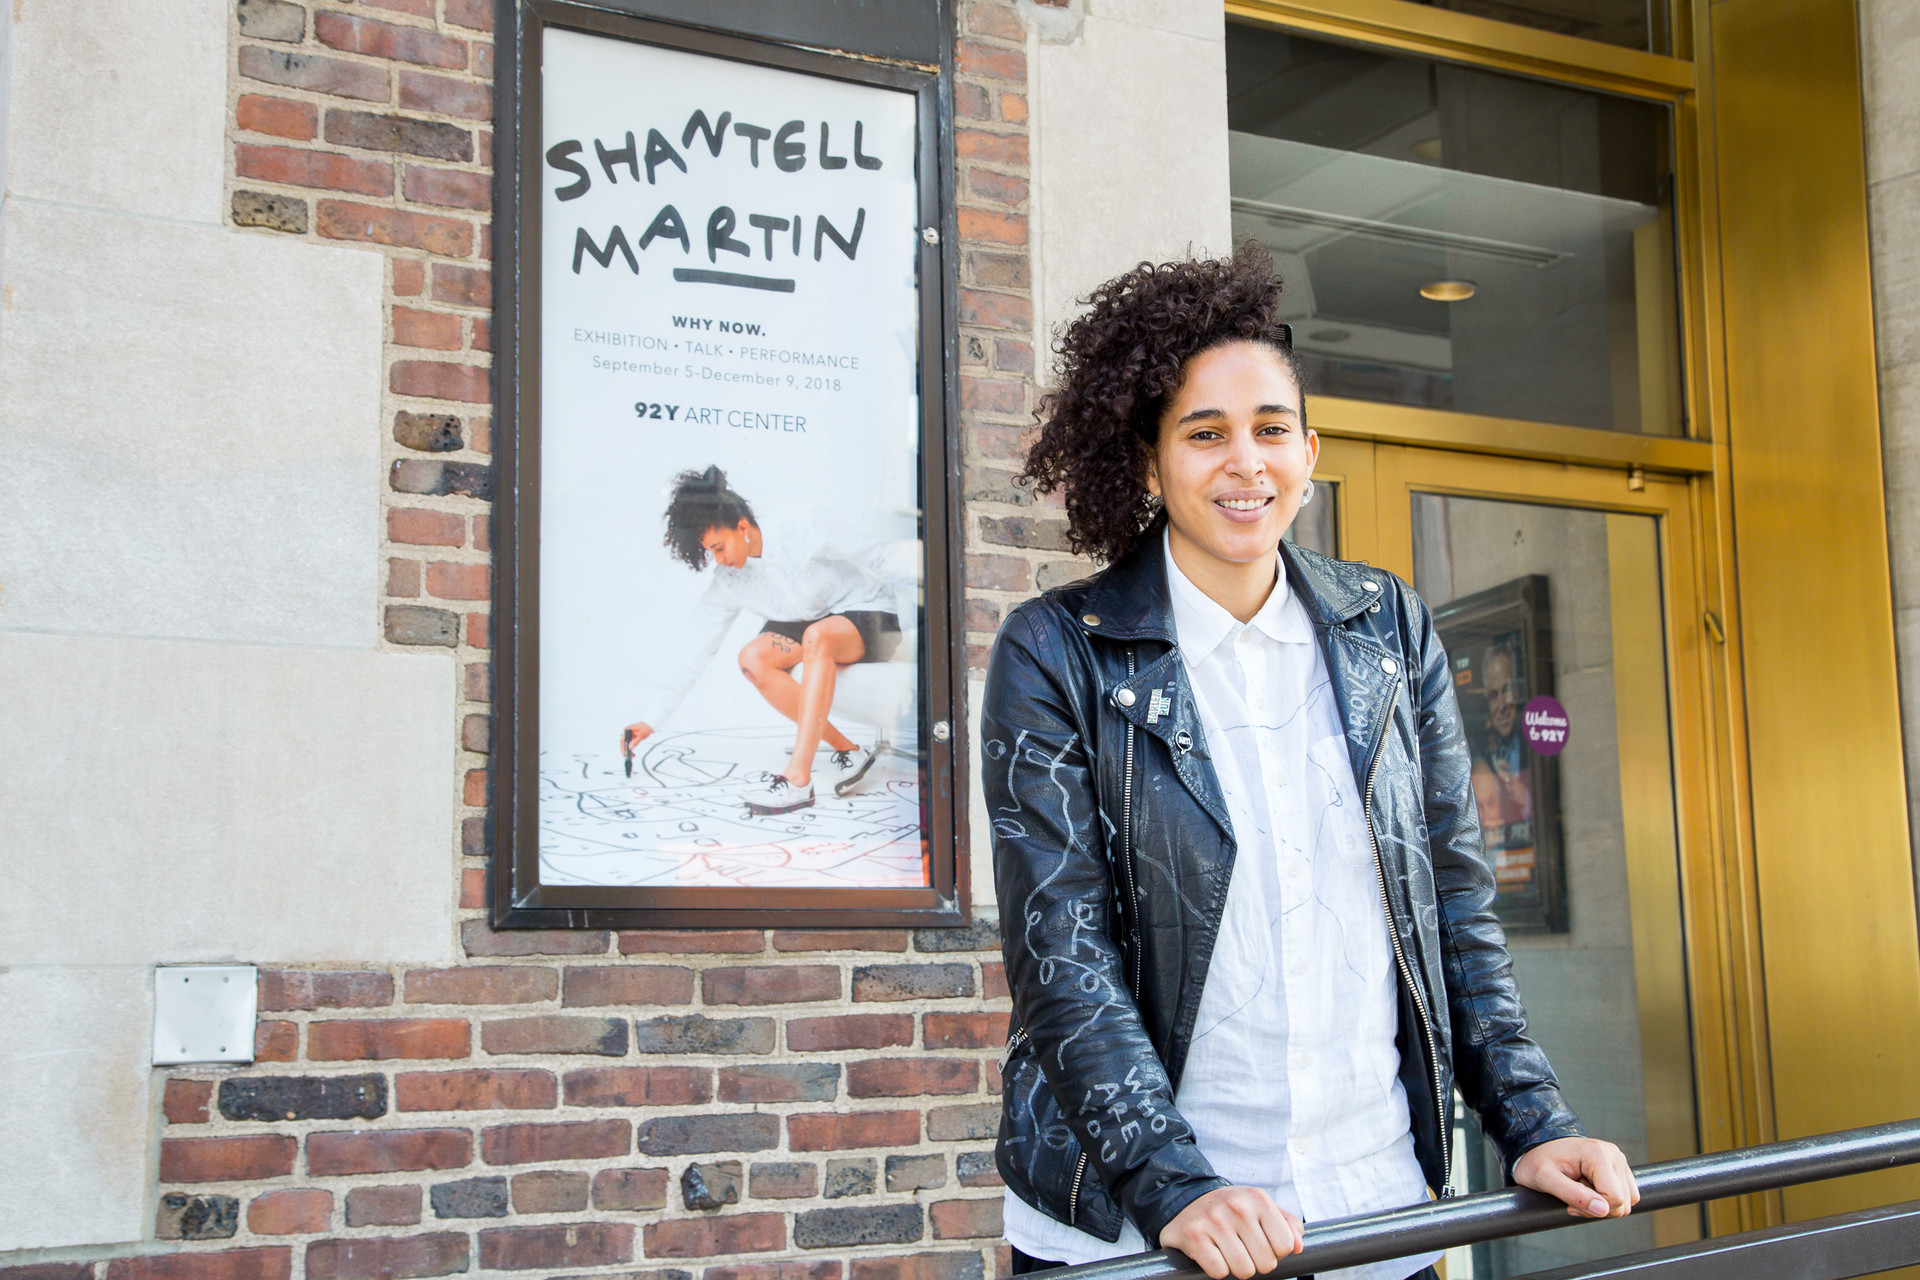 SHANTELL
MARTIN
WHY NOW.
EXHIBITION • TALK • PERFORMANCE
September 5–December 9, 2018
92Y ART CENTER
ABOVE
Welcome
to 92Y
WHO
ARE
YOU